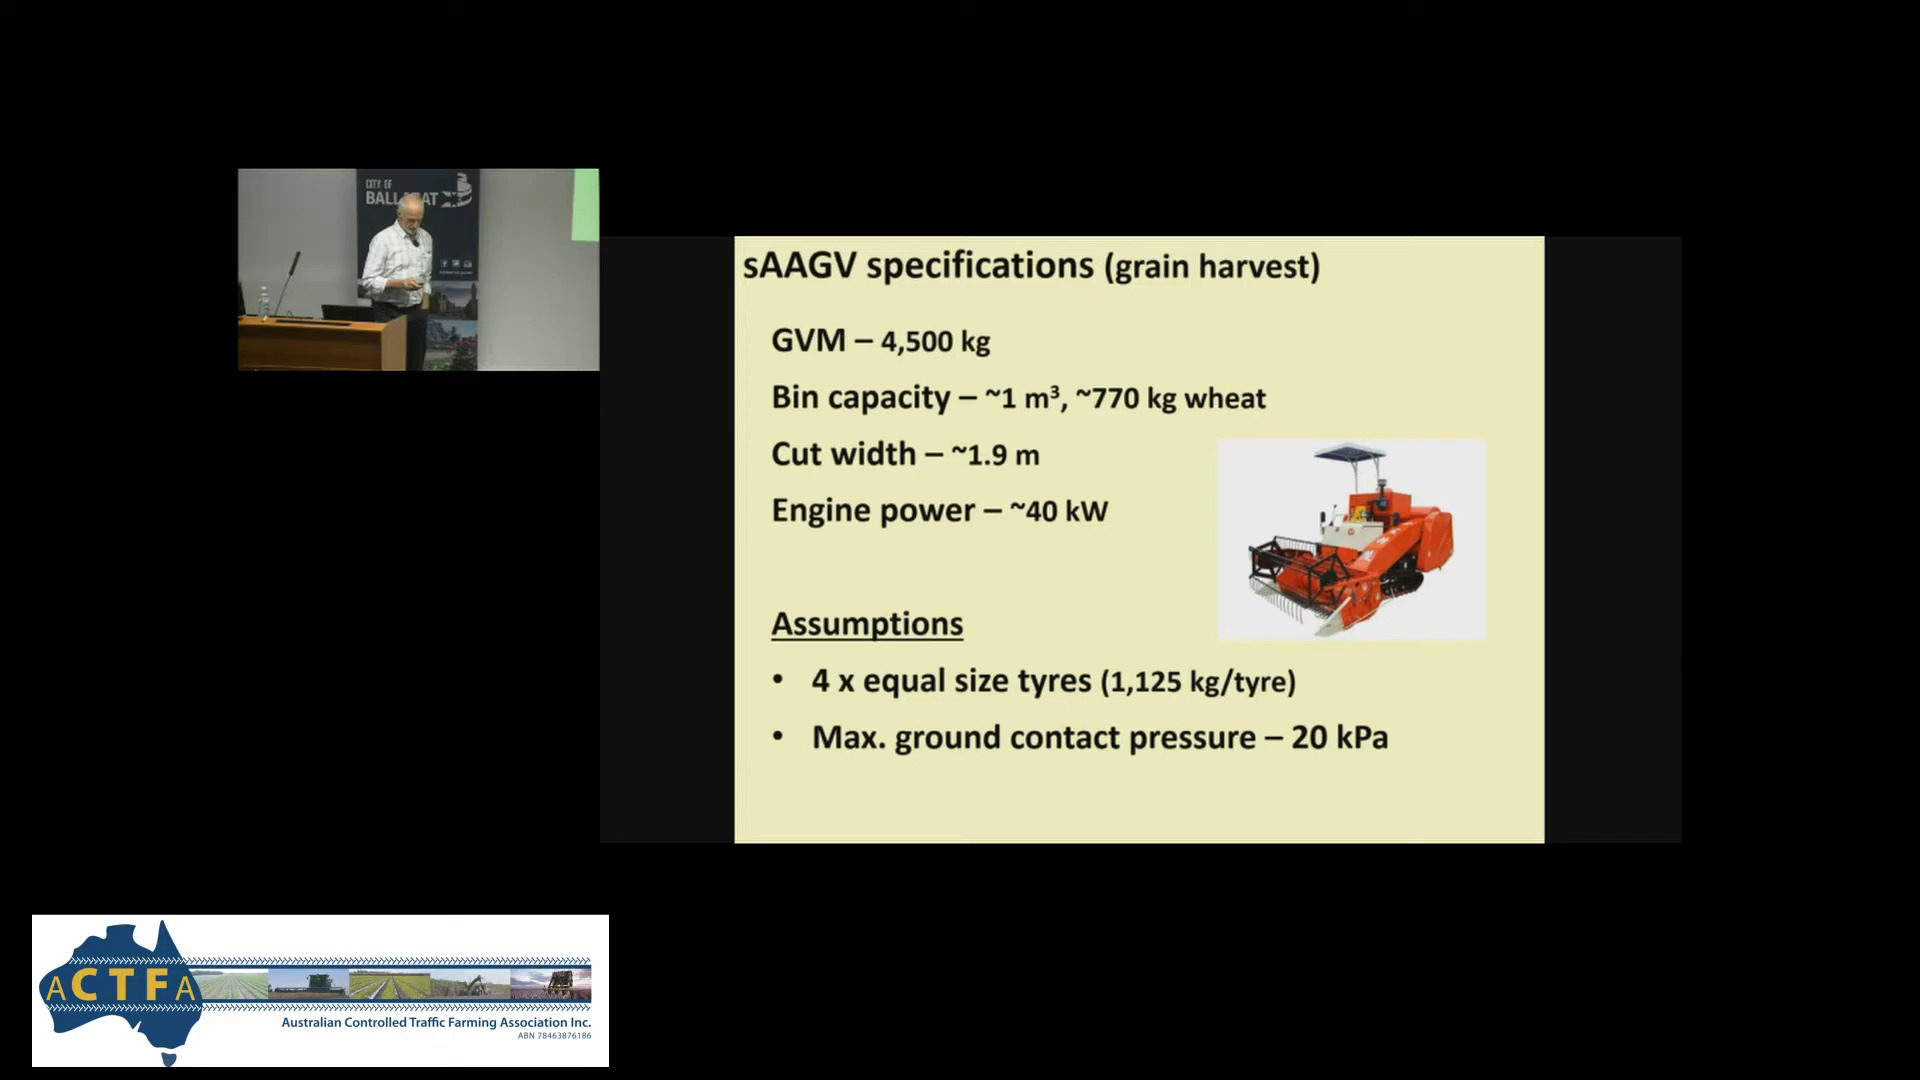 CITY OF
sAAGV specifications (grain harvest)
GVM – 4,500 kg
Bin capacity – ~1 m³, ~770 kg wheat
Cut width – ~1.9 m
Engine power – ~40 kW
Assumptions
• 4 x equal size tyres (1,125 kg/tyre)
• Max. ground contact pressure – 20 kPa
ACTFA
Australian Controlled Traffic Farming Association Inc.
ABN 78463876186